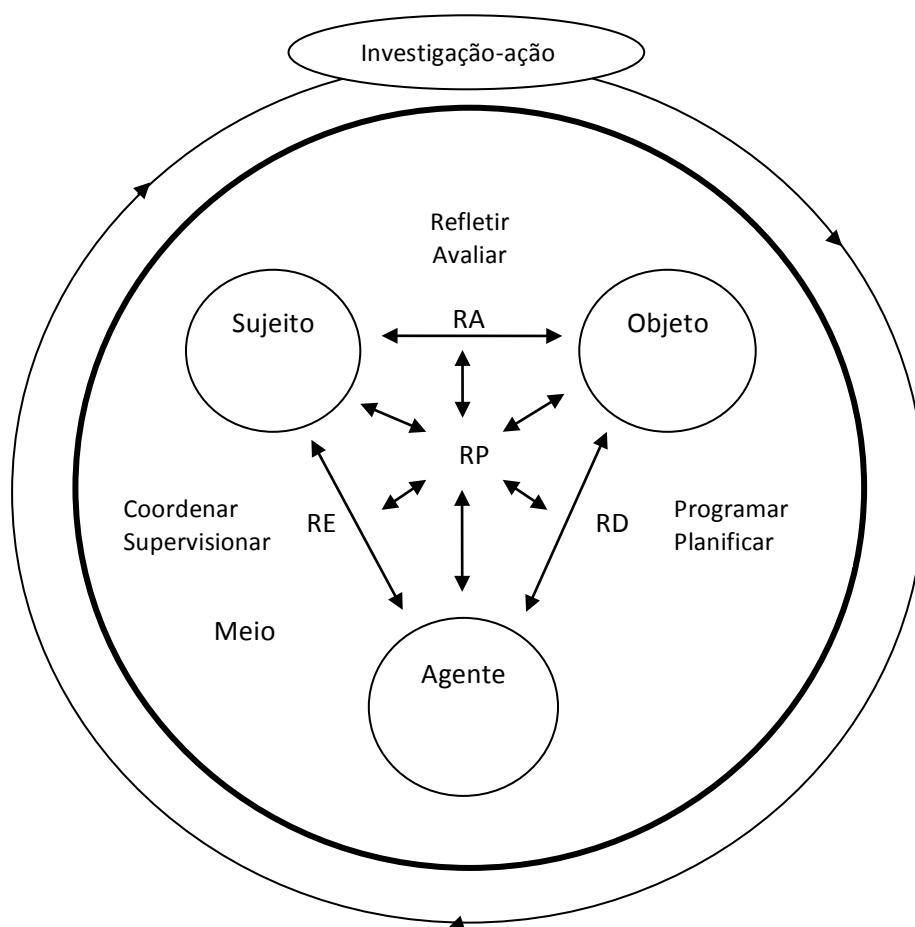 Investigação-ação
Refletir
Avaliar
Sujeito
RA
Objeto
RP
Coordenar
Supervisionar
RE
RD
Programar
Planificar
Meio
Agente